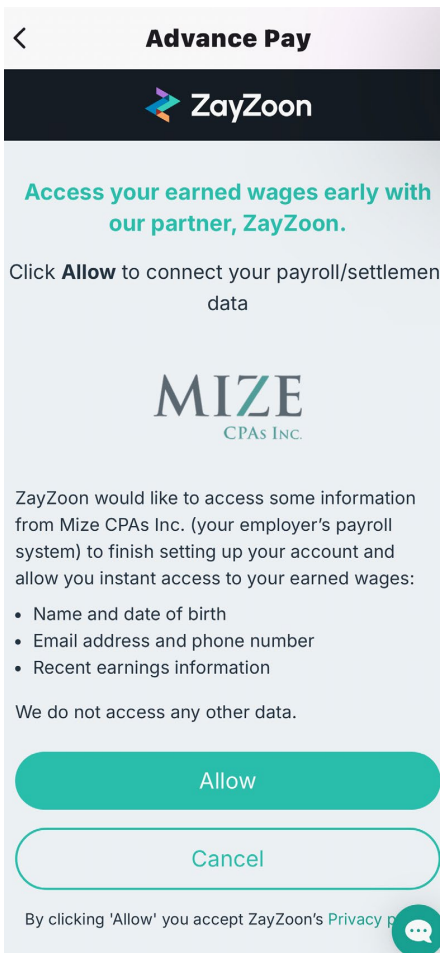 Advance Pay
ZayZoon
Access your earned wages early with
our partner, ZayZoon.
Click Allow to connect your payroll/settlemen
data
MIZE
CPAs Inc.
ZayZoon would like to access some information
from Mize CPAs Inc. (your employer's payroll
system) to finish setting up your account and
allow you instant access to your earned wages:
• Name and date of birth
• Email address and phone number
• Recent earnings information
We do not access any other data.
Allow
Cancel
By clicking 'Allow' you accept ZayZoon's Privacy p